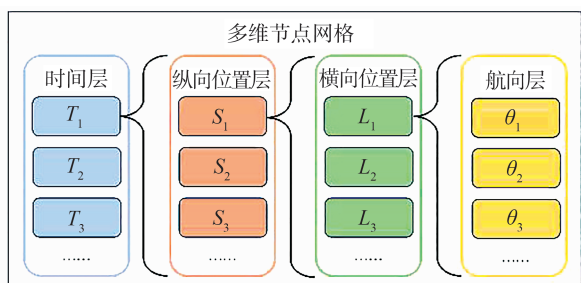 多维节点网格
时间层 纵向位置层 横向位置层 航向层
T₁ S₁ L₁ θ₁
T₂ S₂ L₂ θ₂
T₃ S₃ L₃ θ₃
…… …… …… ……